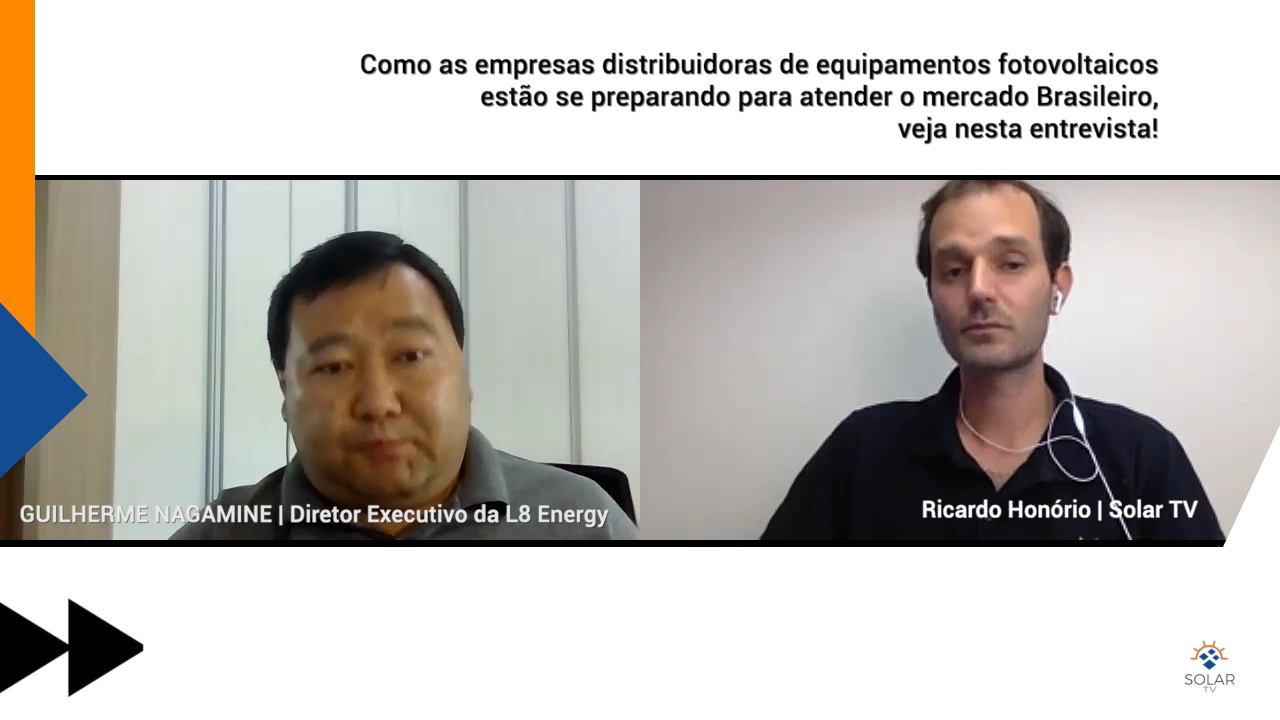 Como as empresas distribuidoras de equipamentos fotovoltaicos
estão se preparando para atender o mercado Brasileiro,
veja nesta entrevista!
GUILHERME NAGAMINE | Diretor Executivo da L8 Energy
Ricardo Honório | Solar TV
SOLAR
TV